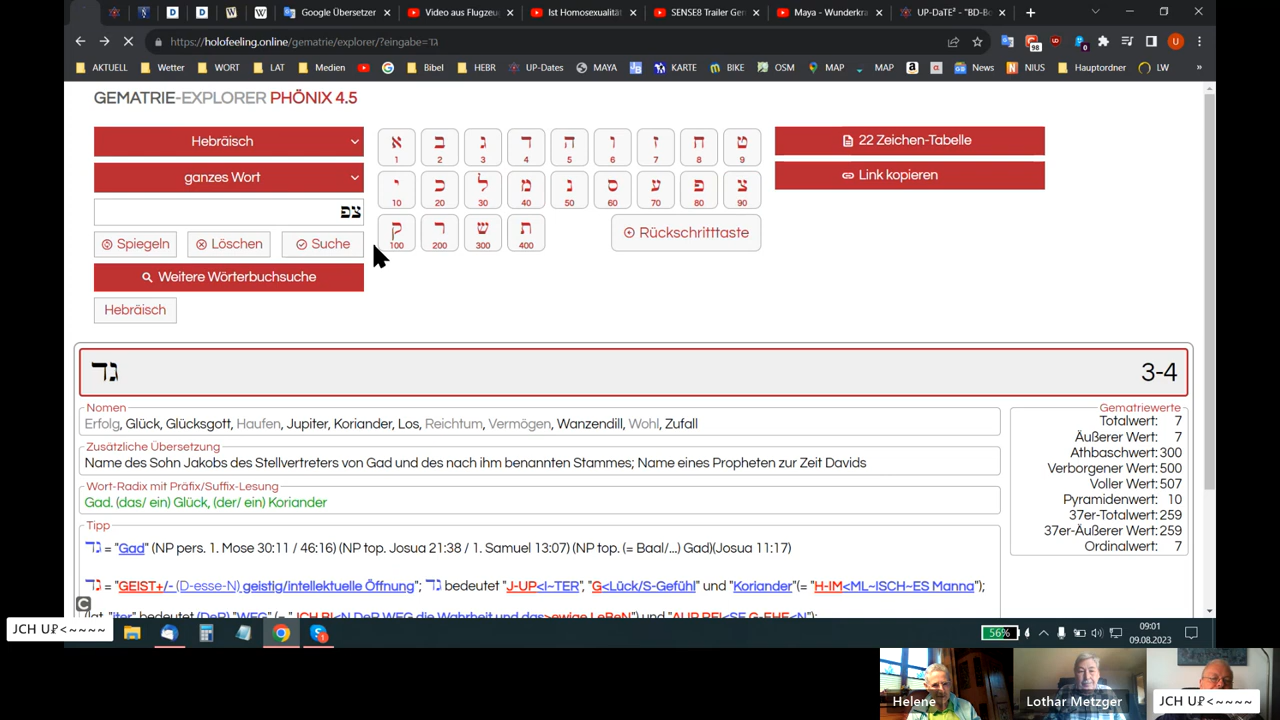 Google Übersetzer
Video aus Flugzeu
Ist Homosexualität
SENSE8 Trailer Ger
Maya - Wunderkra
UP-DaTE² - "BD-Bo
https://holofeeling.online/gematrie/explorer/?eingabe=גד
AKTUELL Wetter WORT LAT Medien Bibel HEBR UP-Dates MAYA KARTE BIKE OSM MAP MAP News NIUS Hauptordner LW »
GEMATRIE-EXPLORER PHÖNIX 4.5
Hebräisch
ganzes Wort
צפ
Spiegeln Löschen Suche
Weitere Wörterbuchsuche
Hebräisch
א ב ג ד ה ו ז ח ט
1 2 3 4 5 6 7 8 9
י כ ל מ נ ס ע פ צ
10 20 30 40 50 60 70 80 90
ק ר ש ת
100 200 300 400
Rückschritttaste
22 Zeichen-Tabelle
Link kopieren
גד 3-4
Nomen
Erfolg, Glück, Glücksgott, Haufen, Jupiter, Koriander, Los, Reichtum, Vermögen, Wanzendill, Wohl, Zufall
Zusätzliche Übersetzung
Name des Sohn Jakobs des Stellvertreters von Gad und des nach ihm benannten Stammes; Name eines Propheten zur Zeit Davids
Wort-Radix mit Präfix/Suffix-Lesung
Gad. (das/ ein) Glück, (der/ ein) Koriander
Tipp
גד = "Gad" (NP pers. 1. Mose 30:11 / 46:16) (NP top. Josua 21:38 / 1. Samuel 13:07) (NP top. (= Baal/...) Gad)(Josua 11:17)
גד = "GEIST+/- (D-esse-N) geistig/intellektuelle Öffnung"; גד bedeutet "J-UP<I~TER", "G<Lück/S-Gefühl" und "Koriander"(= "H-IM<ML~ISCH~ES Manna");
Gematriewerte
Totalwert: 7
Äußerer Wert: 7
Athbaschwert: 300
Verborgener Wert: 500
Voller Wert: 507
Pyramidenwert: 10
37er-Totalwert: 259
37er-Äußerer Wert: 259
Ordinalwert: 7
JCH UP<~~~~
56%
09:01
09.08.2023
Helene
Lothar Metzger
JCH UP<~~~~